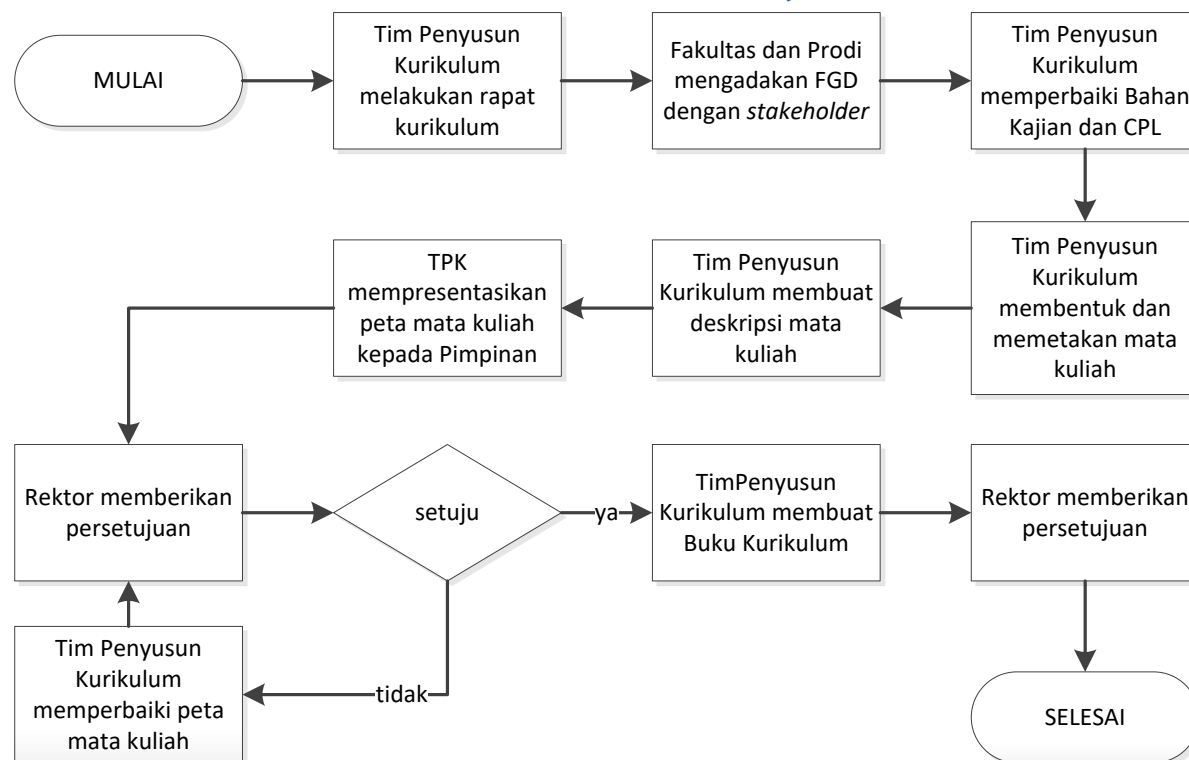 MULAI
Tim Penyusun
Kurikulum
melakukan rapat
kurikulum
Fakultas dan Prodi
mengadakan FGD
dengan stakeholder
Tim Penyusun
Kurikulum
memperbaiki Bahan
Kajian dan CPL
Tim Penyusun
Kurikulum
membentuk dan
memetakan mata
kuliah
Tim Penyusun
Kurikulum membuat
deskripsi mata
kuliah
TPK
mempresentasikan
peta mata kuliah
kepada Pimpinan
Rektor memberikan
persetujuan
setuju
ya
TimPenyusun
Kurikulum membuat
Buku Kurikulum
Rektor memberikan
persetujuan
tidak
Tim Penyusun
Kurikulum
memperbaiki peta
mata kuliah
SELESAI